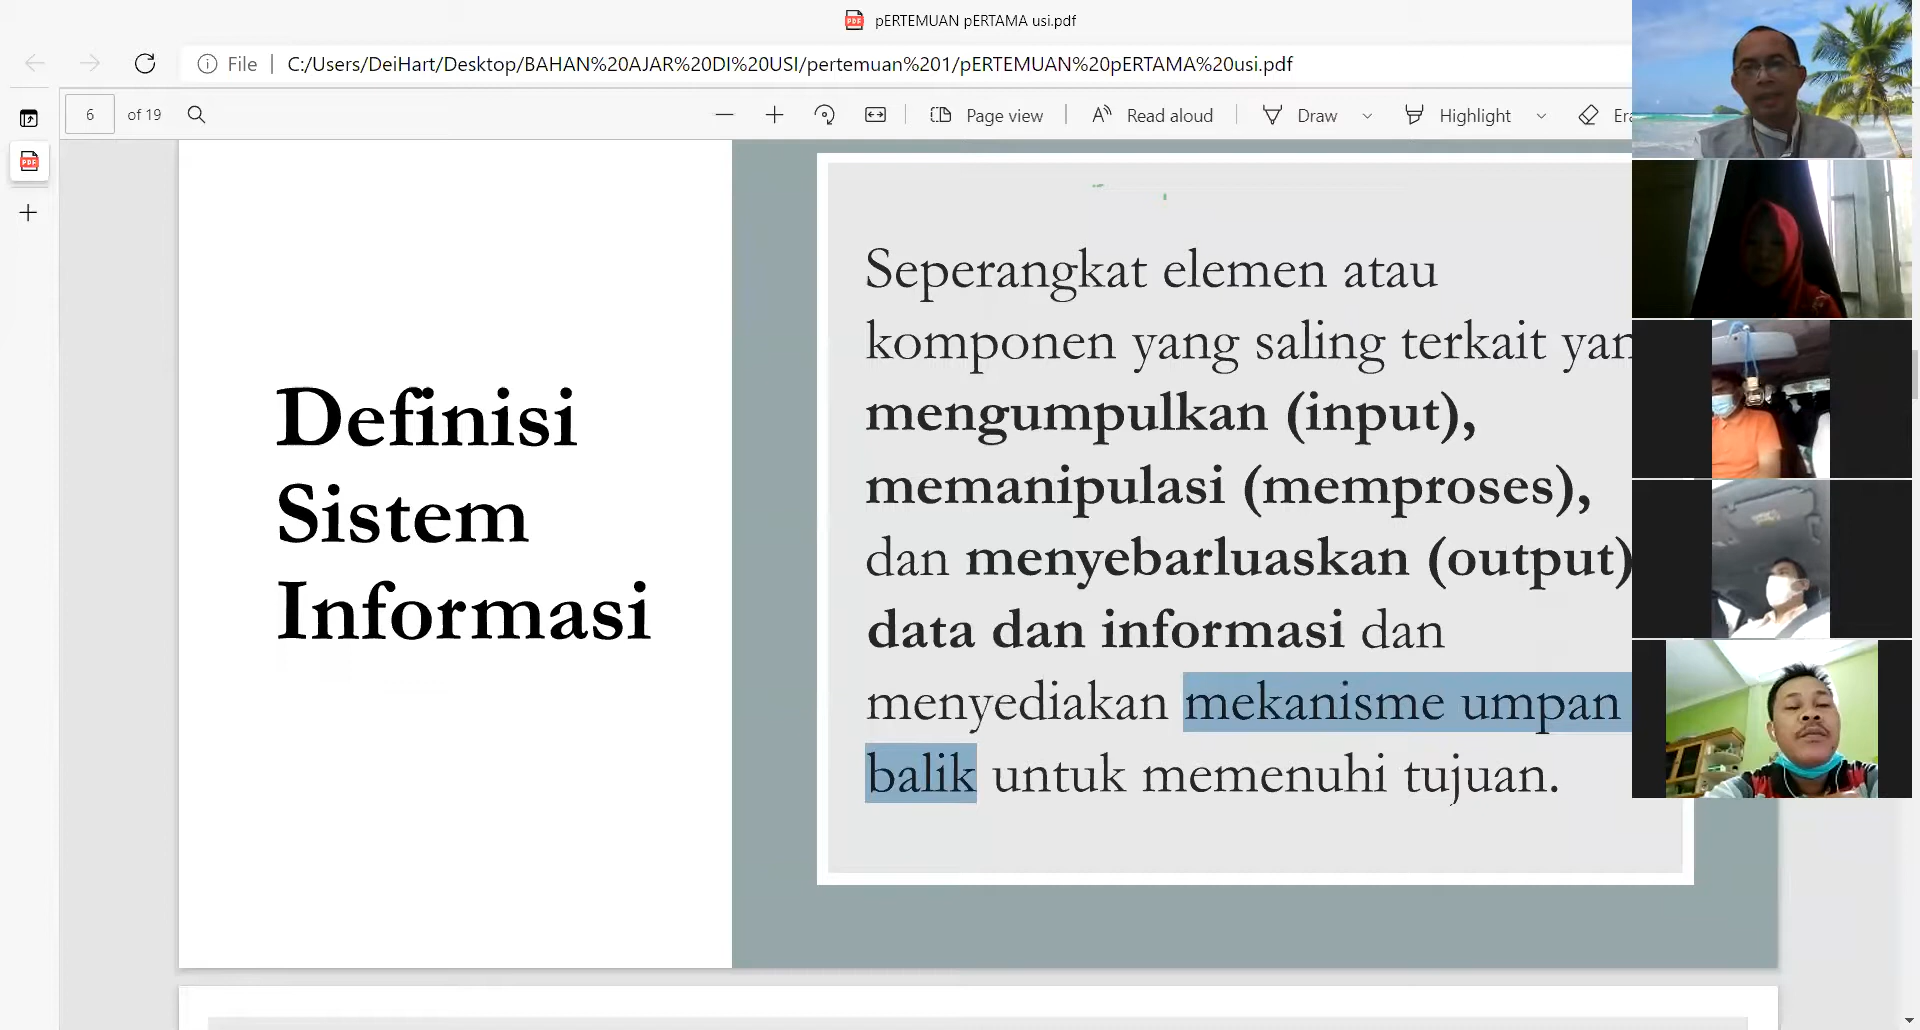 pERTEMUAN pERTAMA usi.pdf
File | C:/Users/DeiHart/Desktop/BAHAN%20AJAR%20DI%20USI/pertemuan%201/pERTEMUAN%20pERTAMA%20usi.pdf
6 of 19 Page view Read aloud Draw Highlight Era
Definisi
Sistem
Informasi
Seperangkat elemen atau
komponen yang saling terkait yan
mengumpulkan (input),
memanipulasi (memproses),
dan menyebarluaskan (output)
data dan informasi dan
menyediakan mekanisme umpan
balik untuk memenuhi tujuan.